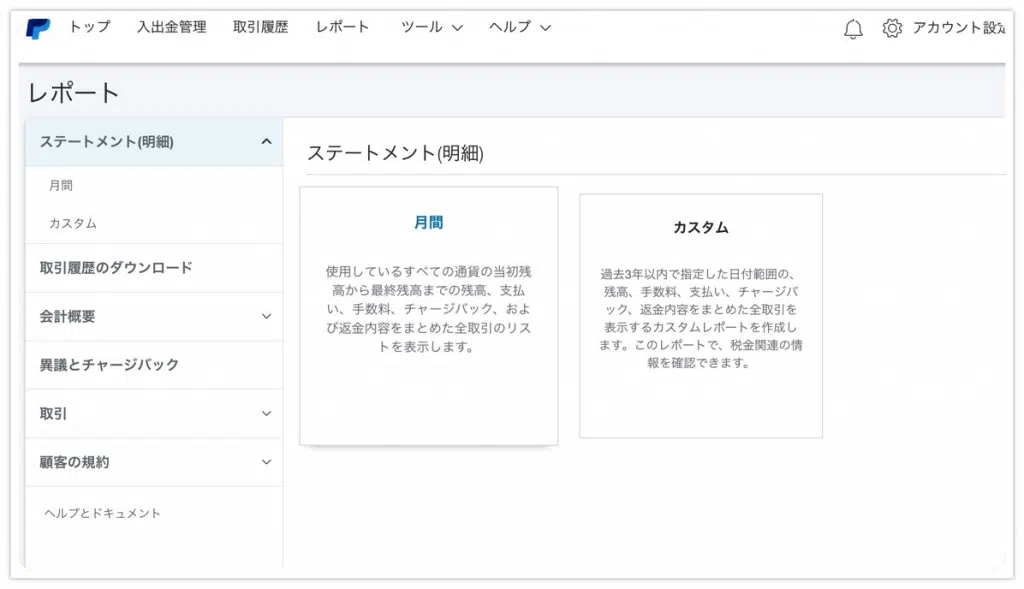 トップ 入出金管理 取引履歴 レポート ツール ヘルプ アカウント設定
レポート
ステートメント(明細)
月間
カスタム
取引履歴のダウンロード
会計概要
異議とチャージバック
取引
顧客の規約
ヘルプとドキュメント
ステートメント(明細)
月間
使用しているすべての通貨の当初残
高から最終残高までの残高、支払
い、手数料、チャージバック、およ
び返金内容をまとめた全取引のリス
トを表示します。
カスタム
過去3年以内で指定した日付範囲の、
残高、手数料、支払い、チャージバ
ック、返金内容をまとめた全取引を
表示するカスタムレポートを作成し
ます。このレポートで、税金関連の情
報を確認できます。